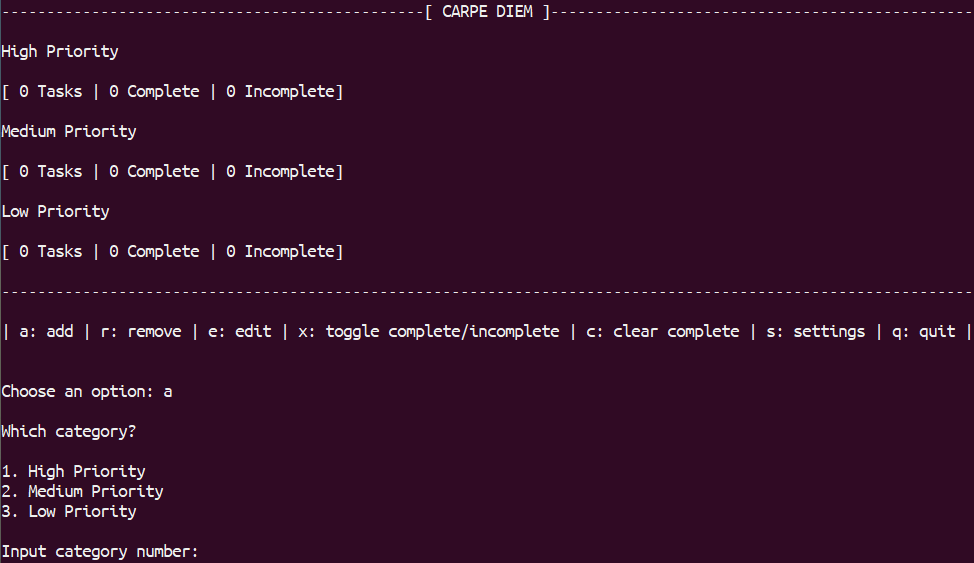 -----------------------------------------------[ CARPE DIEM ]-----------------------------------------------
High Priority
[ 0 Tasks | 0 Complete | 0 Incomplete]
Medium Priority
[ 0 Tasks | 0 Complete | 0 Incomplete]
Low Priority
[ 0 Tasks | 0 Complete | 0 Incomplete]
------------------------------------------------------------------------------------------------------------
| a: add | r: remove | e: edit | x: toggle complete/incomplete | c: clear complete | s: settings | q: quit |
Choose an option: a
Which category?
1. High Priority
2. Medium Priority
3. Low Priority
Input category number: